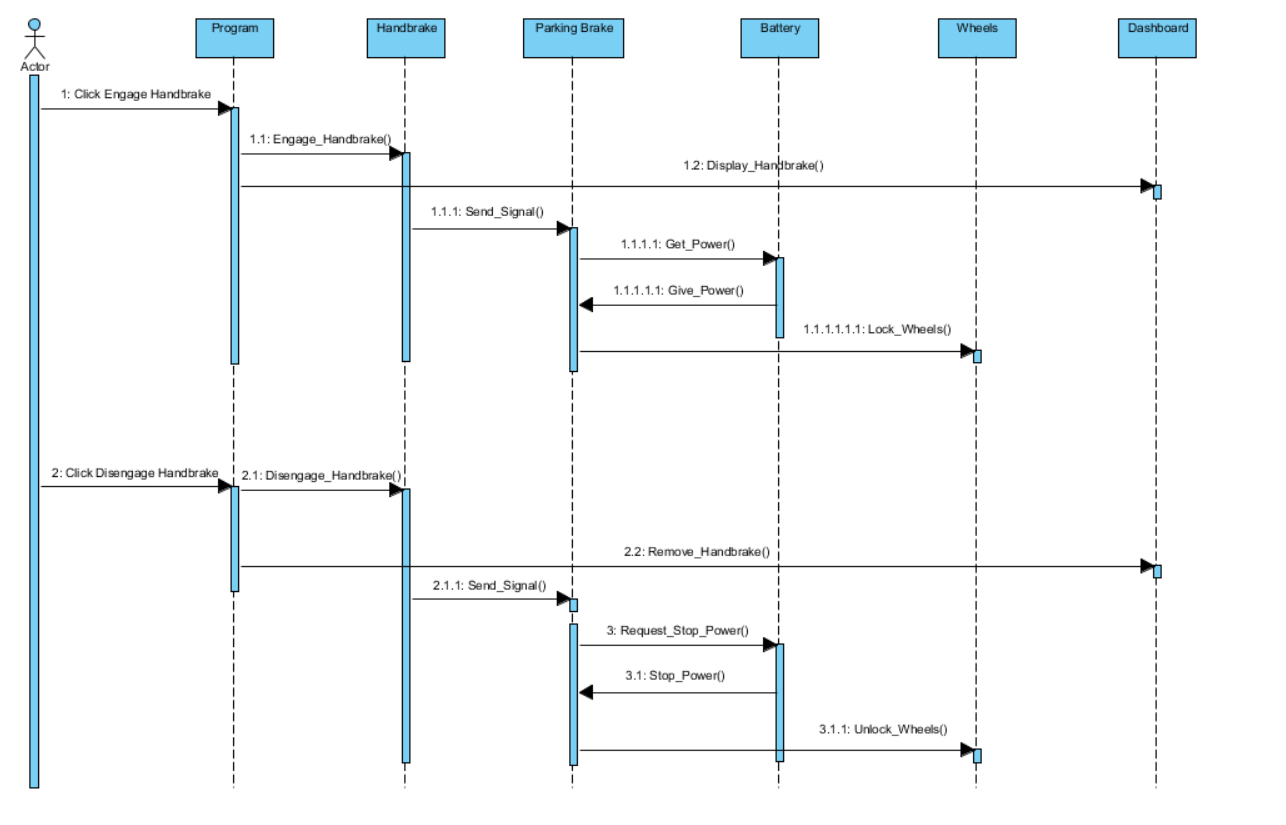 Program
Handbrake
Parking Brake
Battery
Wheels
Dashboard
Actor
1: Click Engage Handbrake
1.1: Engage_Handbrake()
1.2: Display_Handbrake()
1.1.1: Send_Signal()
1.1.1.1: Get_Power()
1.1.1.1.1: Give_Power()
1.1.1.1.1.1: Lock_Wheels()
2: Click Disengage Handbrake
2.1: Disengage_Handbrake()
2.2: Remove_Handbrake()
2.1.1: Send_Signal()
3: Request_Stop_Power()
3.1: Stop_Power()
3.1.1: Unlock_Wheels()